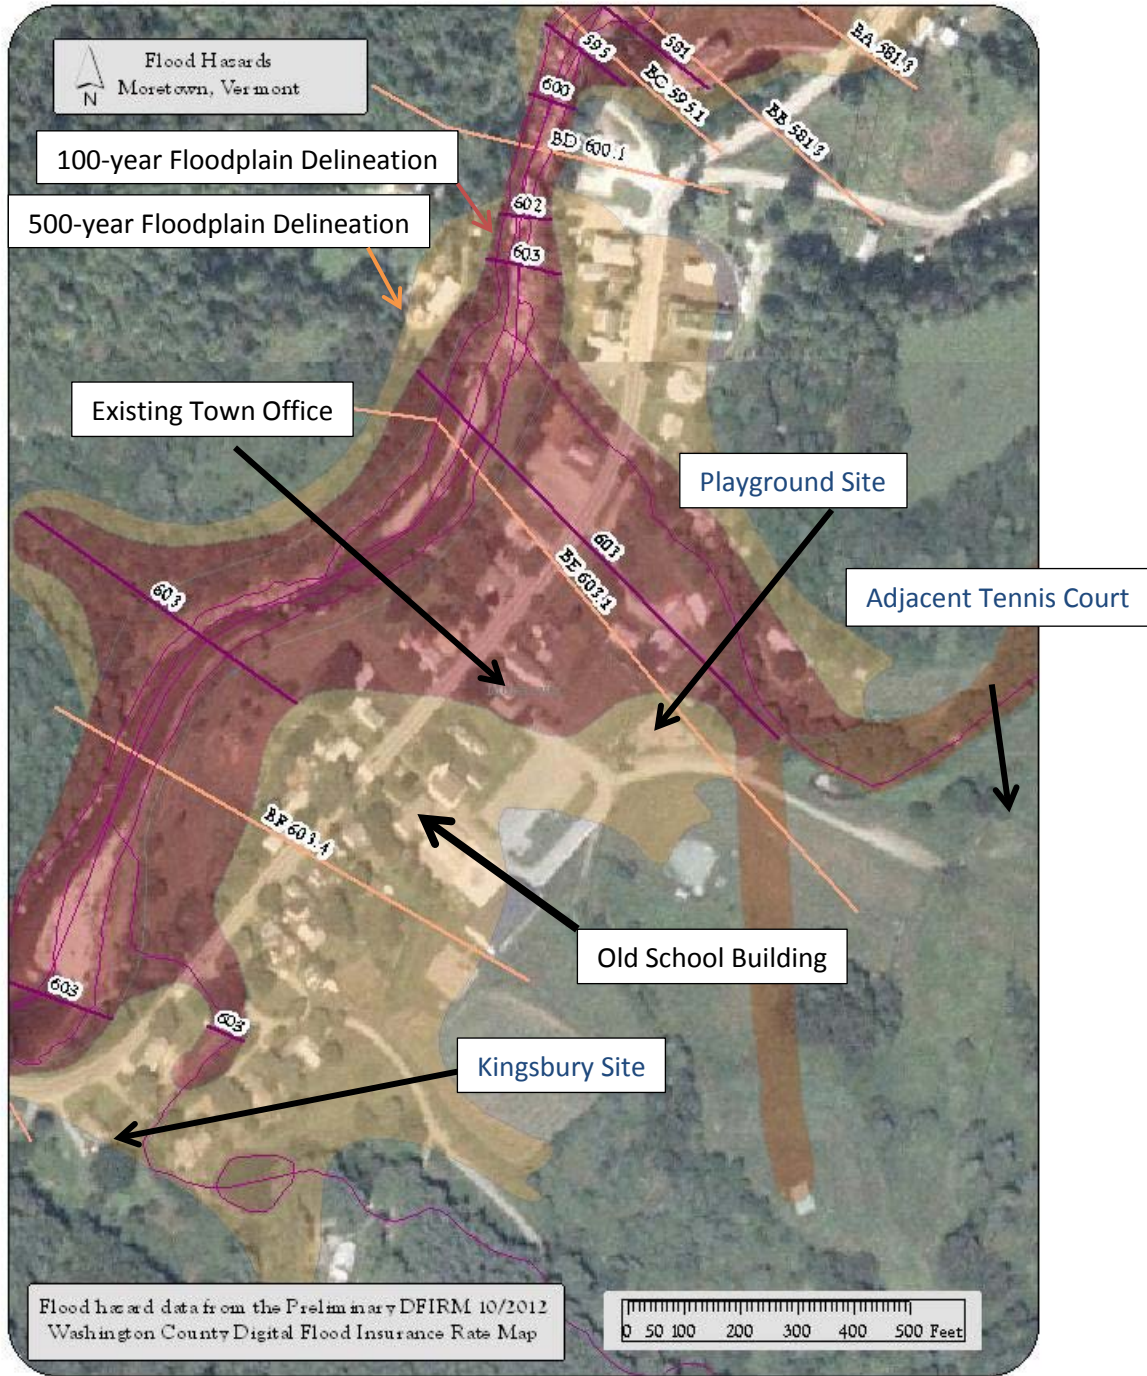 Flood Hazards
Moretown, Vermont
N
595
581
BA 581.3
600
BC 595.1
BB 581.3
BD 600.1
100-year Floodplain Delineation
602
500-year Floodplain Delineation
603
Existing Town Office
Playground Site
603
BE 603.1
603
Adjacent Tennis Court
BF 603.4
Old School Building
603
603
Kingsbury Site
Flood hazard data from the Preliminary DFIRM 10/2012
Washington County Digital Flood Insurance Rate Map
0 50 100 200 300 400 500 Feet